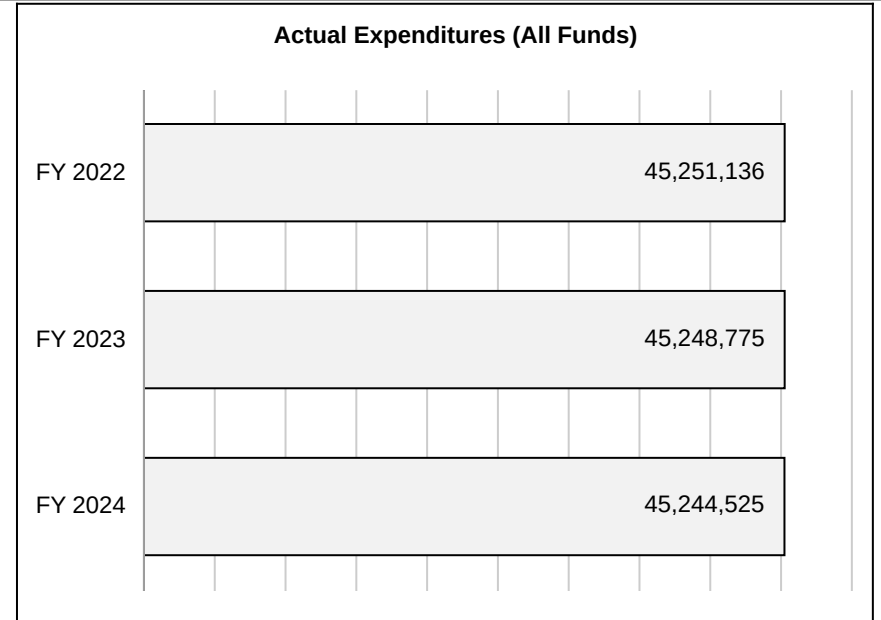 Actual Expenditures (All Funds)
FY 2022 45,251,136
FY 2023 45,248,775
FY 2024 45,244,525